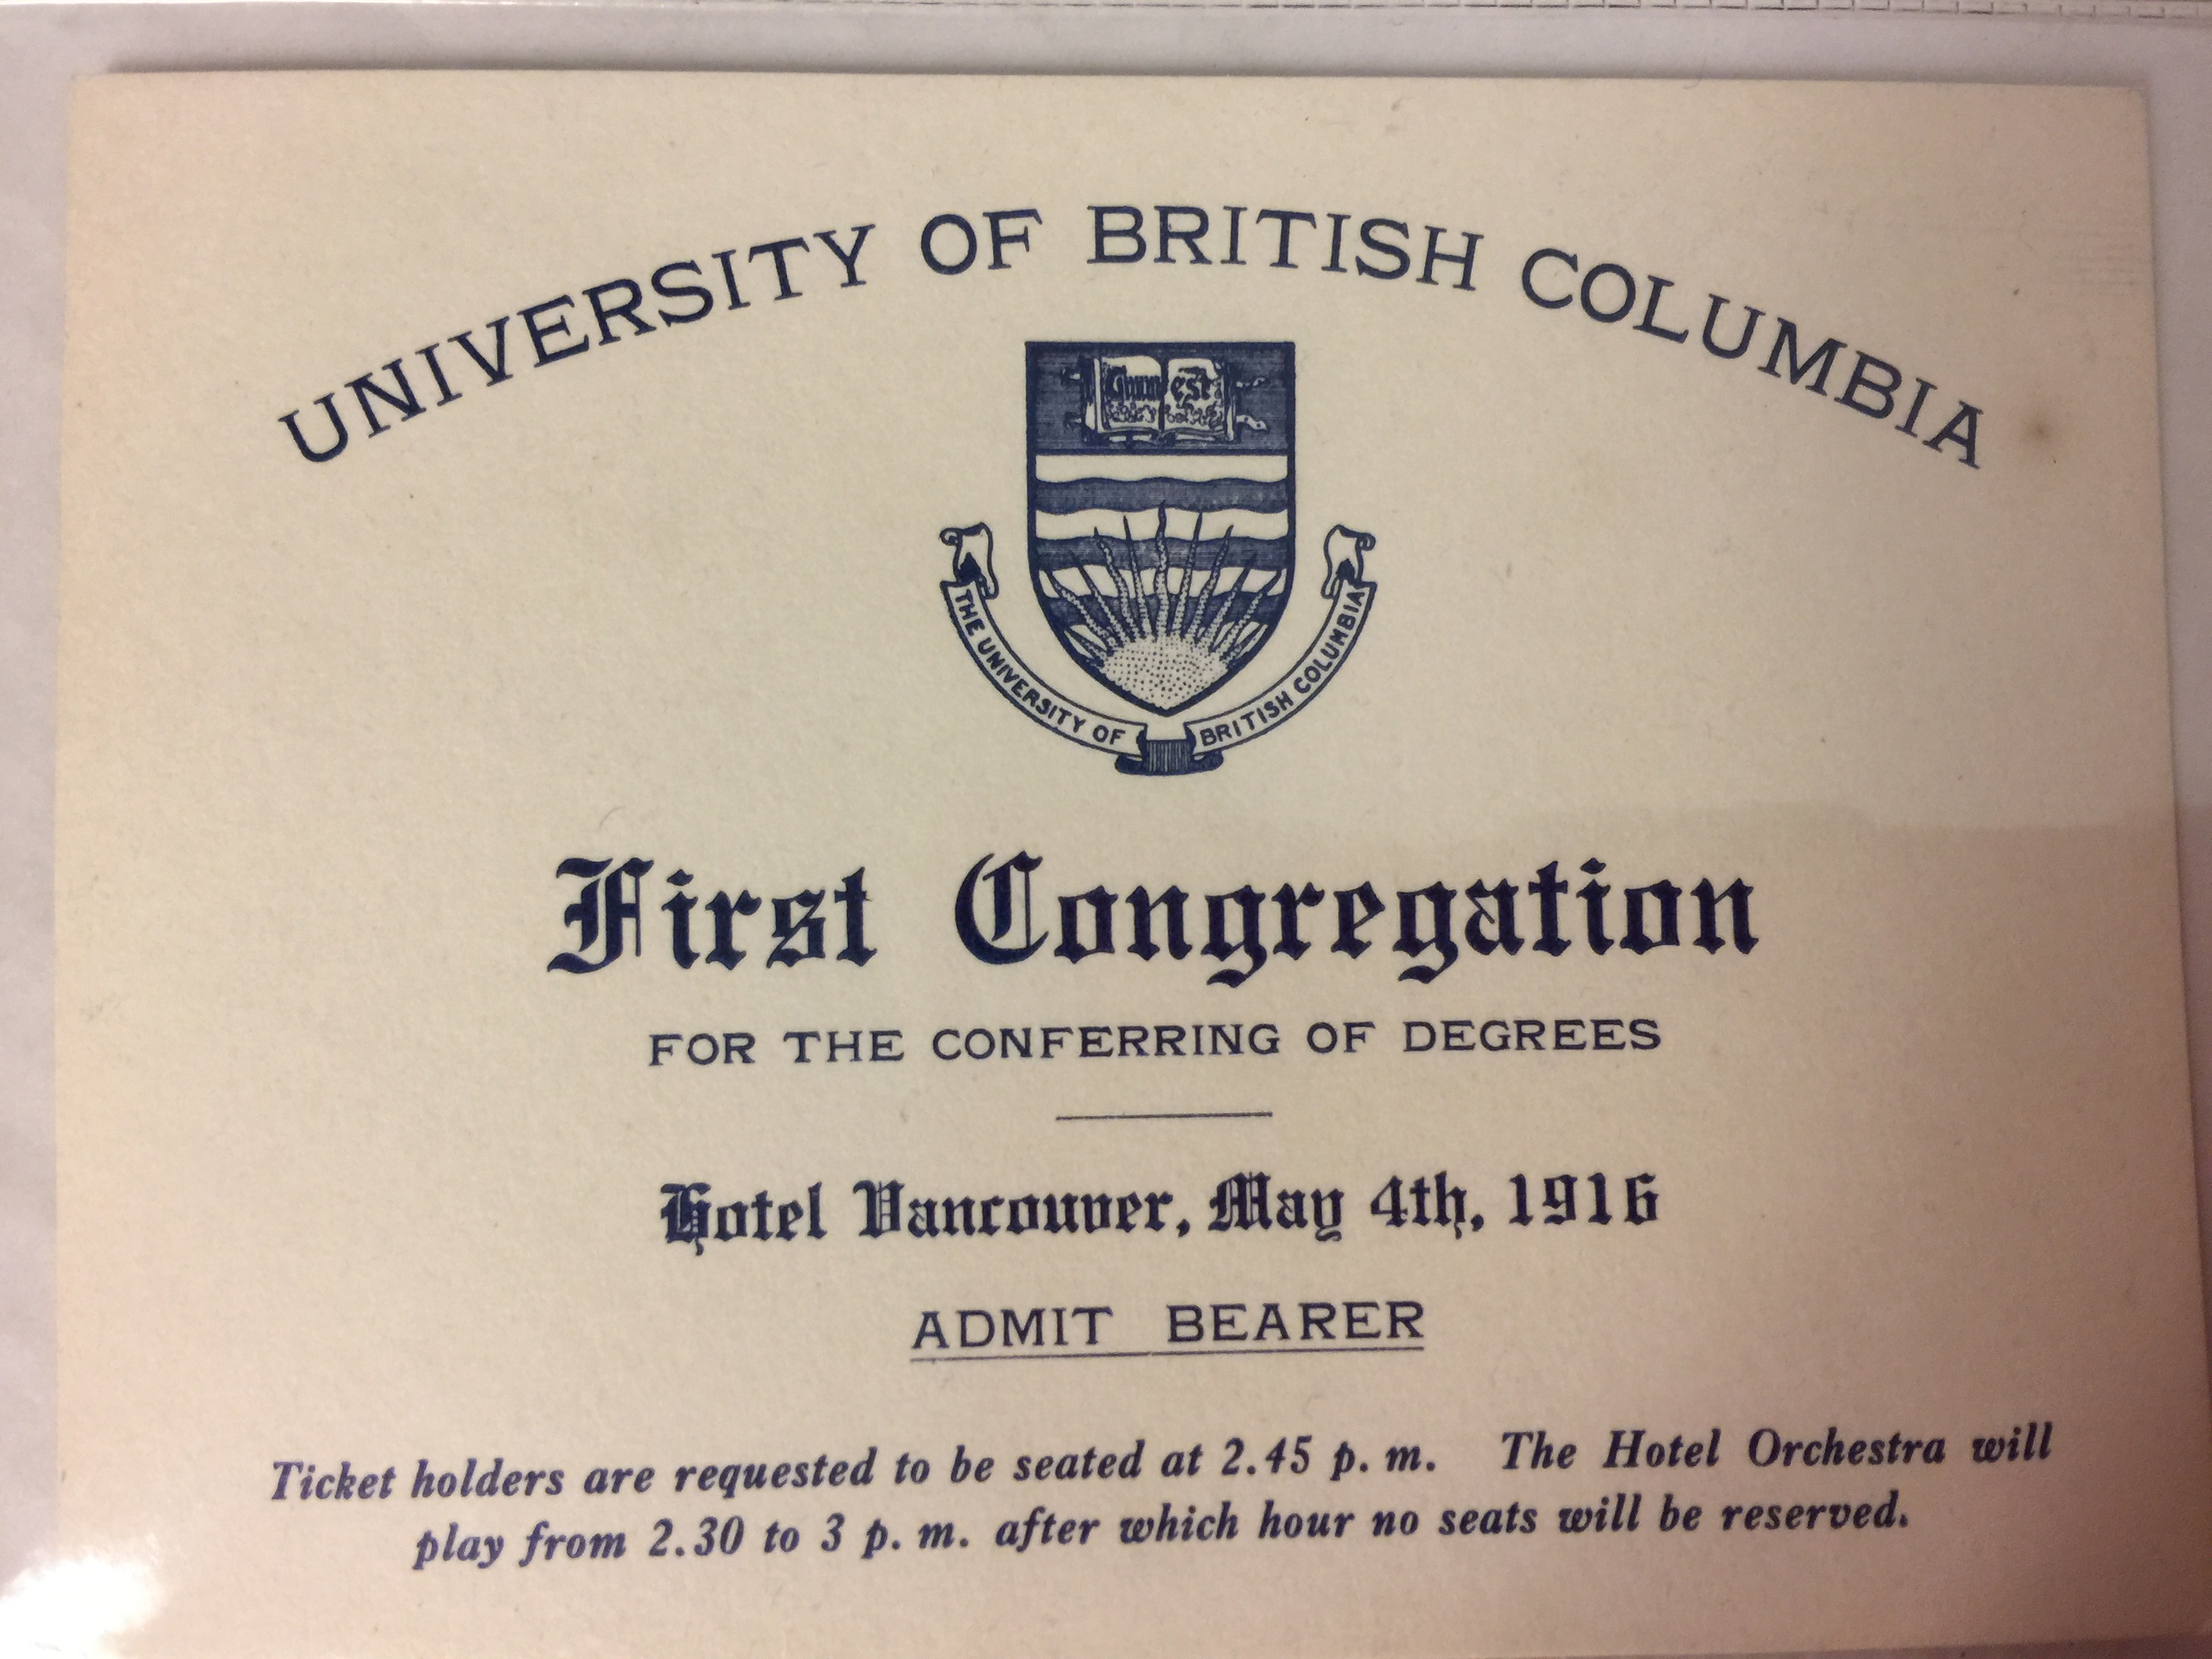 UNIVERSITY OF BRITISH COLUMBIA
est
THE UNIVERSITY OF BRITISH COLUMBIA
First Congregation
FOR THE CONFERRING OF DEGREES
Hotel Vancouver, May 4th, 1916
ADMIT BEARER
Ticket holders are requested to be seated at 2.45 p. m. The Hotel Orchestra will
play from 2.30 to 3 p. m. after which hour no seats will be reserved.